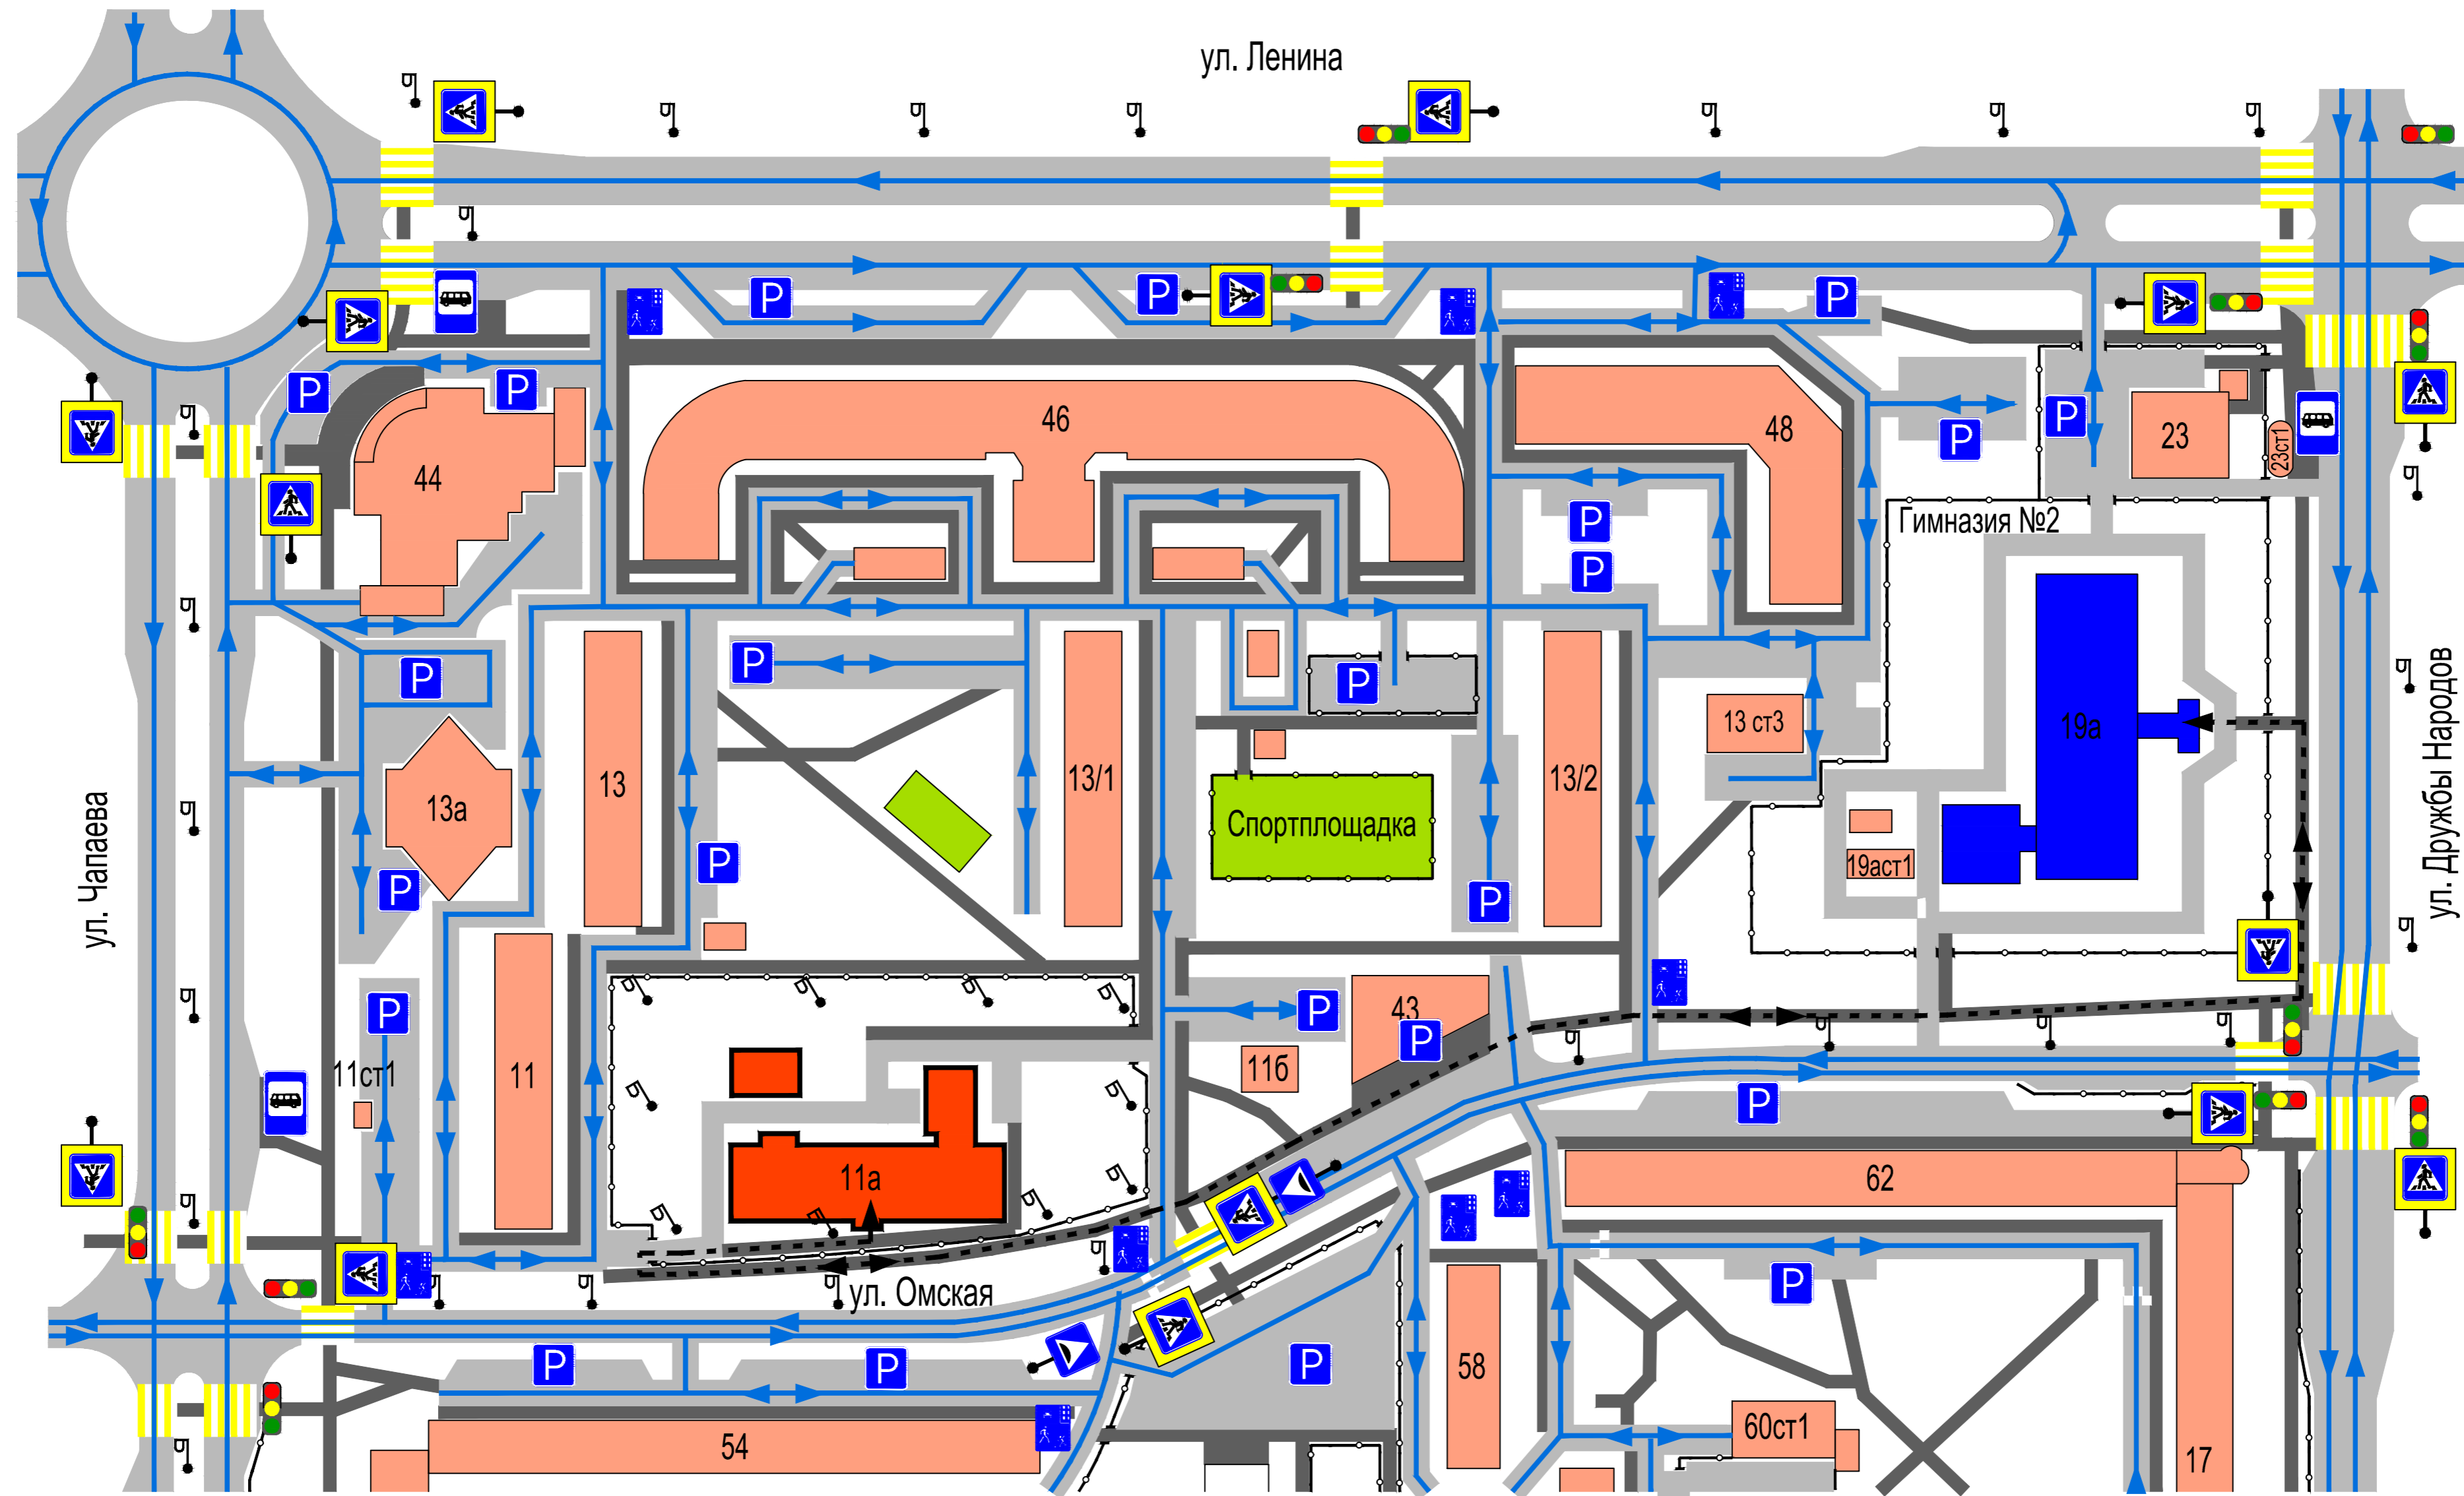 ул. Ленина
P
P
P
P
P
46
48
44
P
23
23ст1
P
P
Гимназия №2
P
P
P
P
P
13
13/1
13/2
13 ст3
19а
ул. Дружбы Народов
13а
ул. Чапаева
Спортплощадка
19аст1
P
P
P
P
P
43
P
11ст1
11
11б
P
11а
62
ул. Омская
P
P
P
P
58
54
60ст1
17